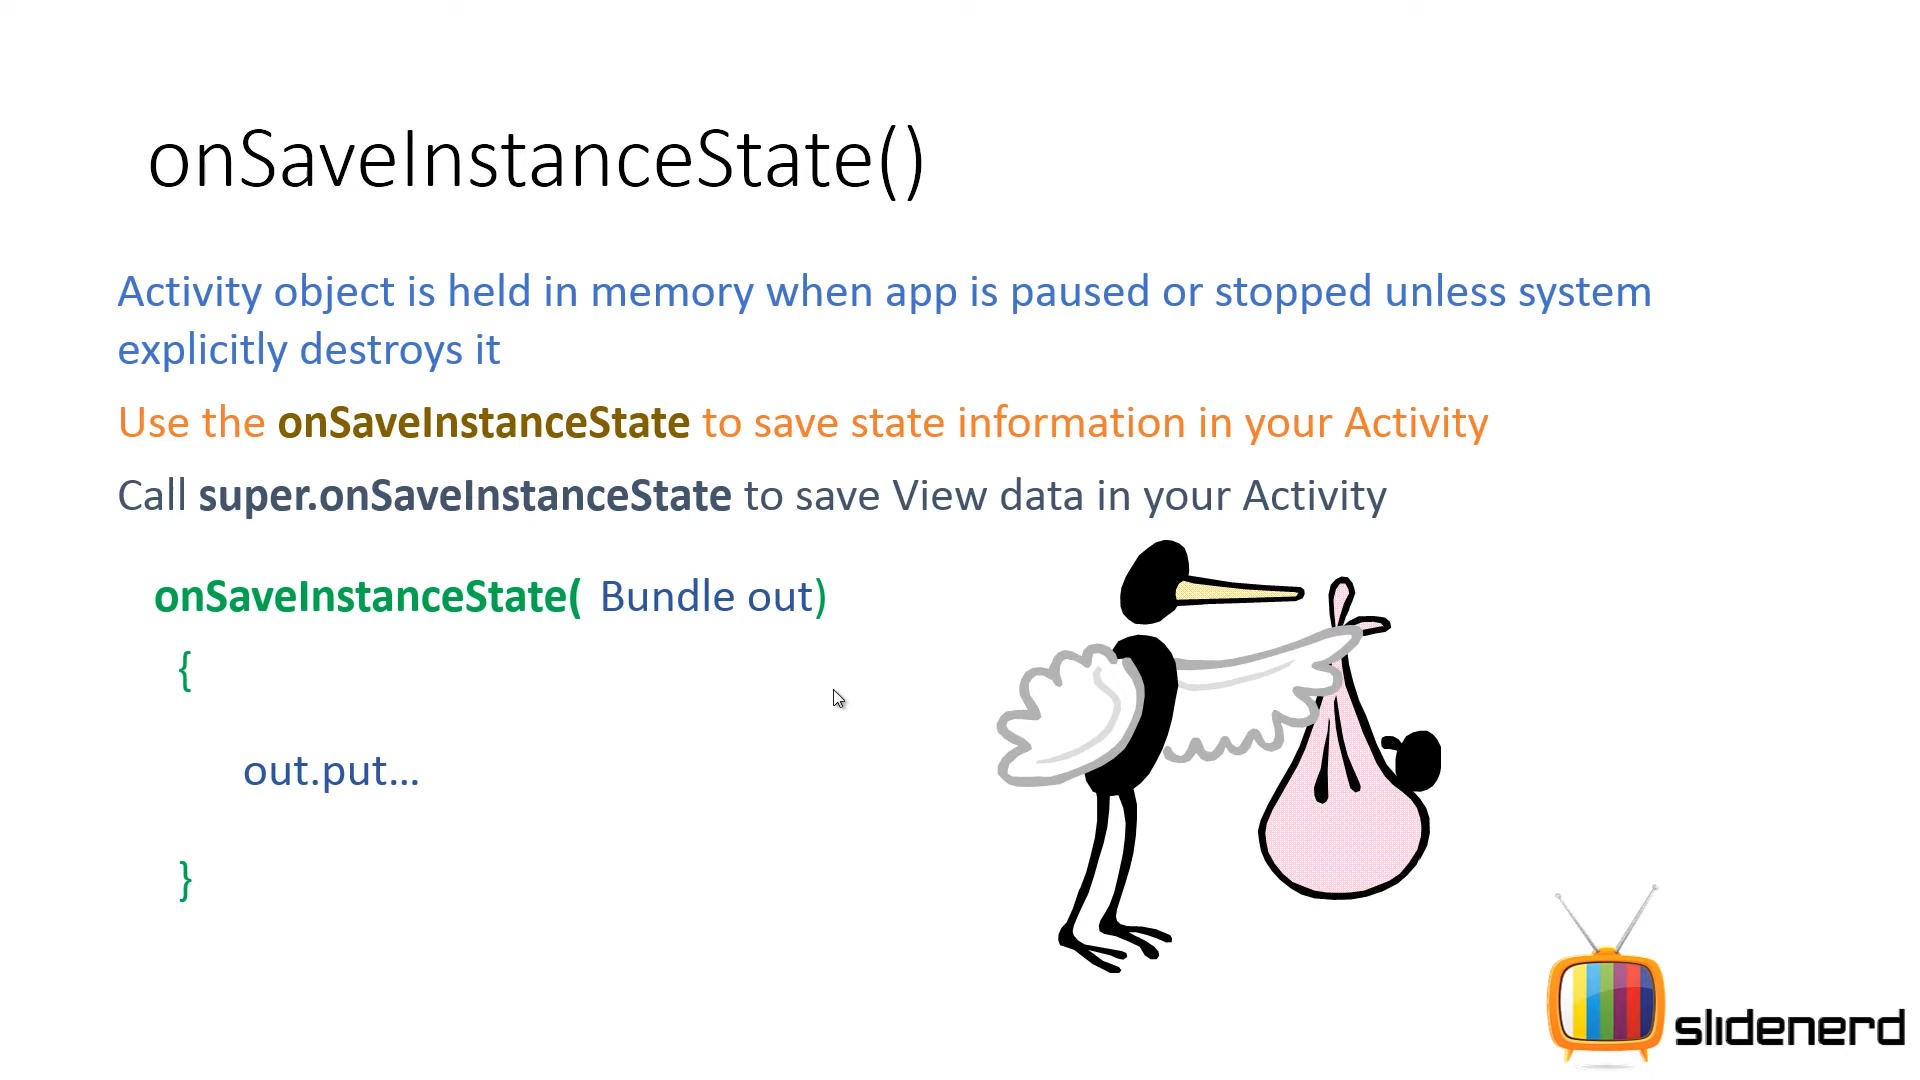 onSaveInstanceState()
Activity object is held in memory when app is paused or stopped unless system
explicitly destroys it
Use the onSaveInstanceState to save state information in your Activity
Call super.onSaveInstanceState to save View data in your Activity
onSaveInstanceState( Bundle out)
{
out.put...
}
slidenerd